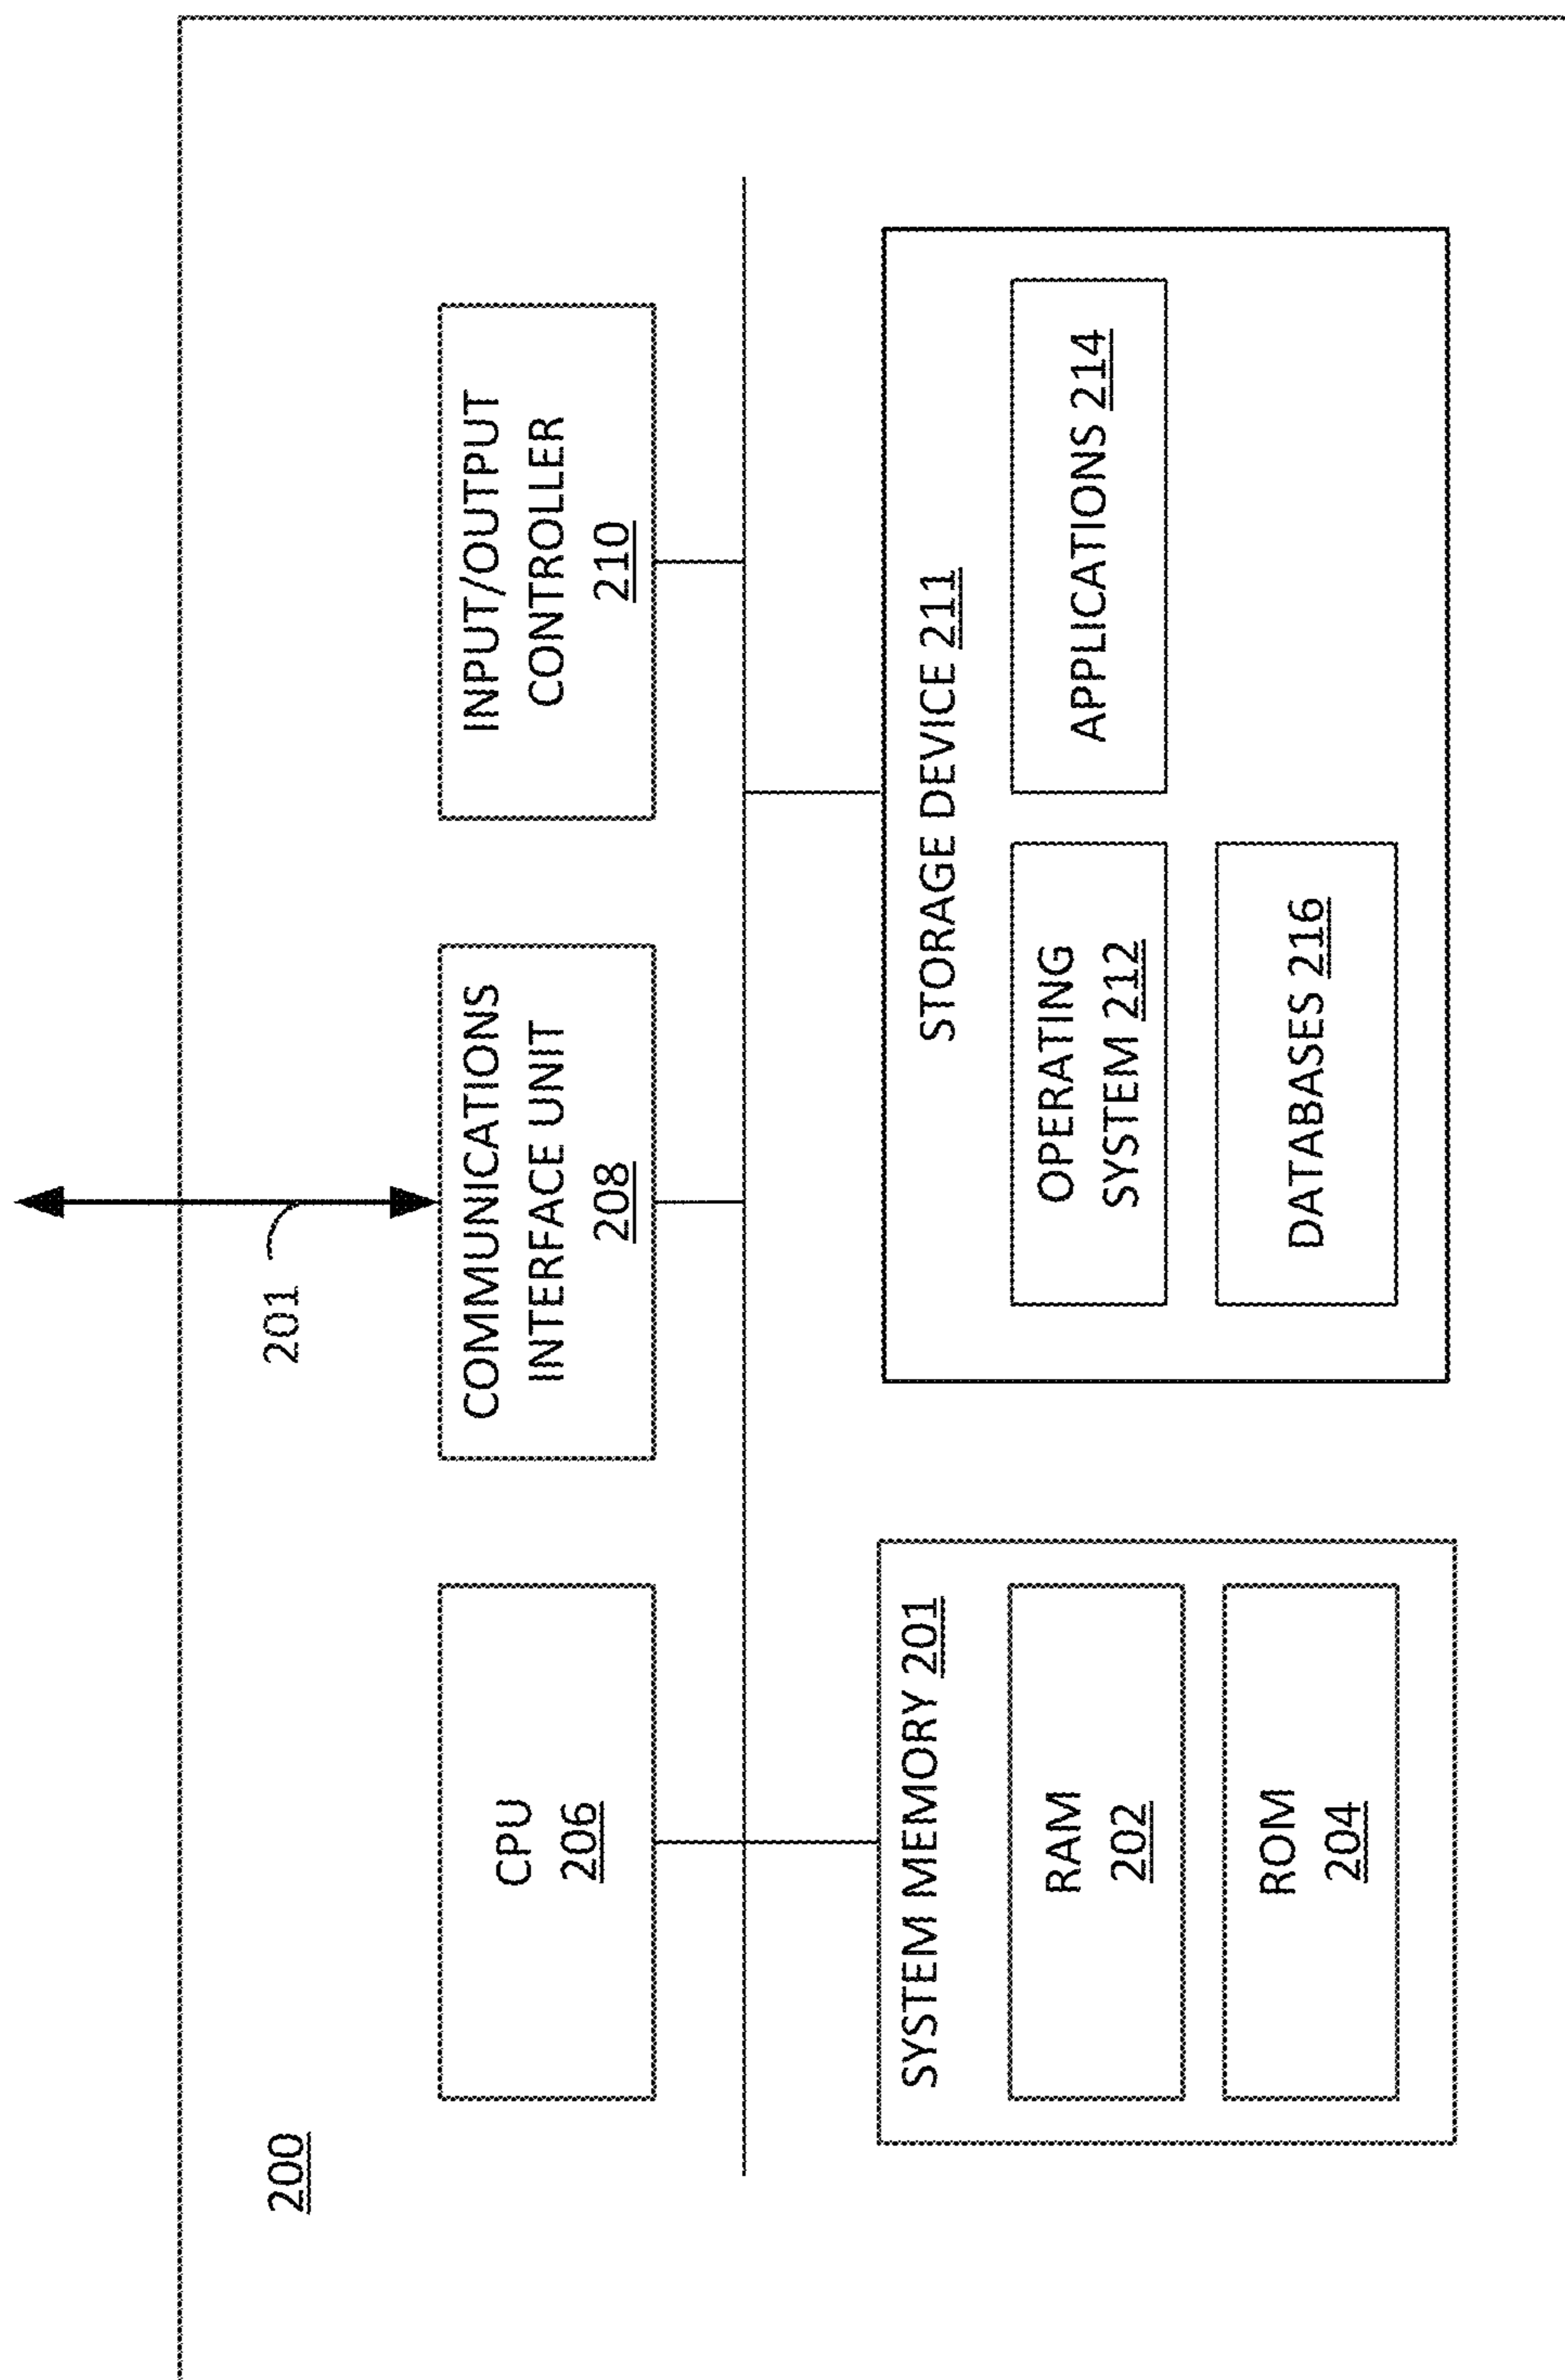 200
201
CPU
206
COMMUNICATIONS
INTERFACE UNIT
208
INPUT/OUTPUT
CONTROLLER
210
SYSTEM MEMORY 201
RAM
202
ROM
204
STORAGE DEVICE 211
OPERATING
SYSTEM 212
APPLICATIONS 214
DATABASES 216